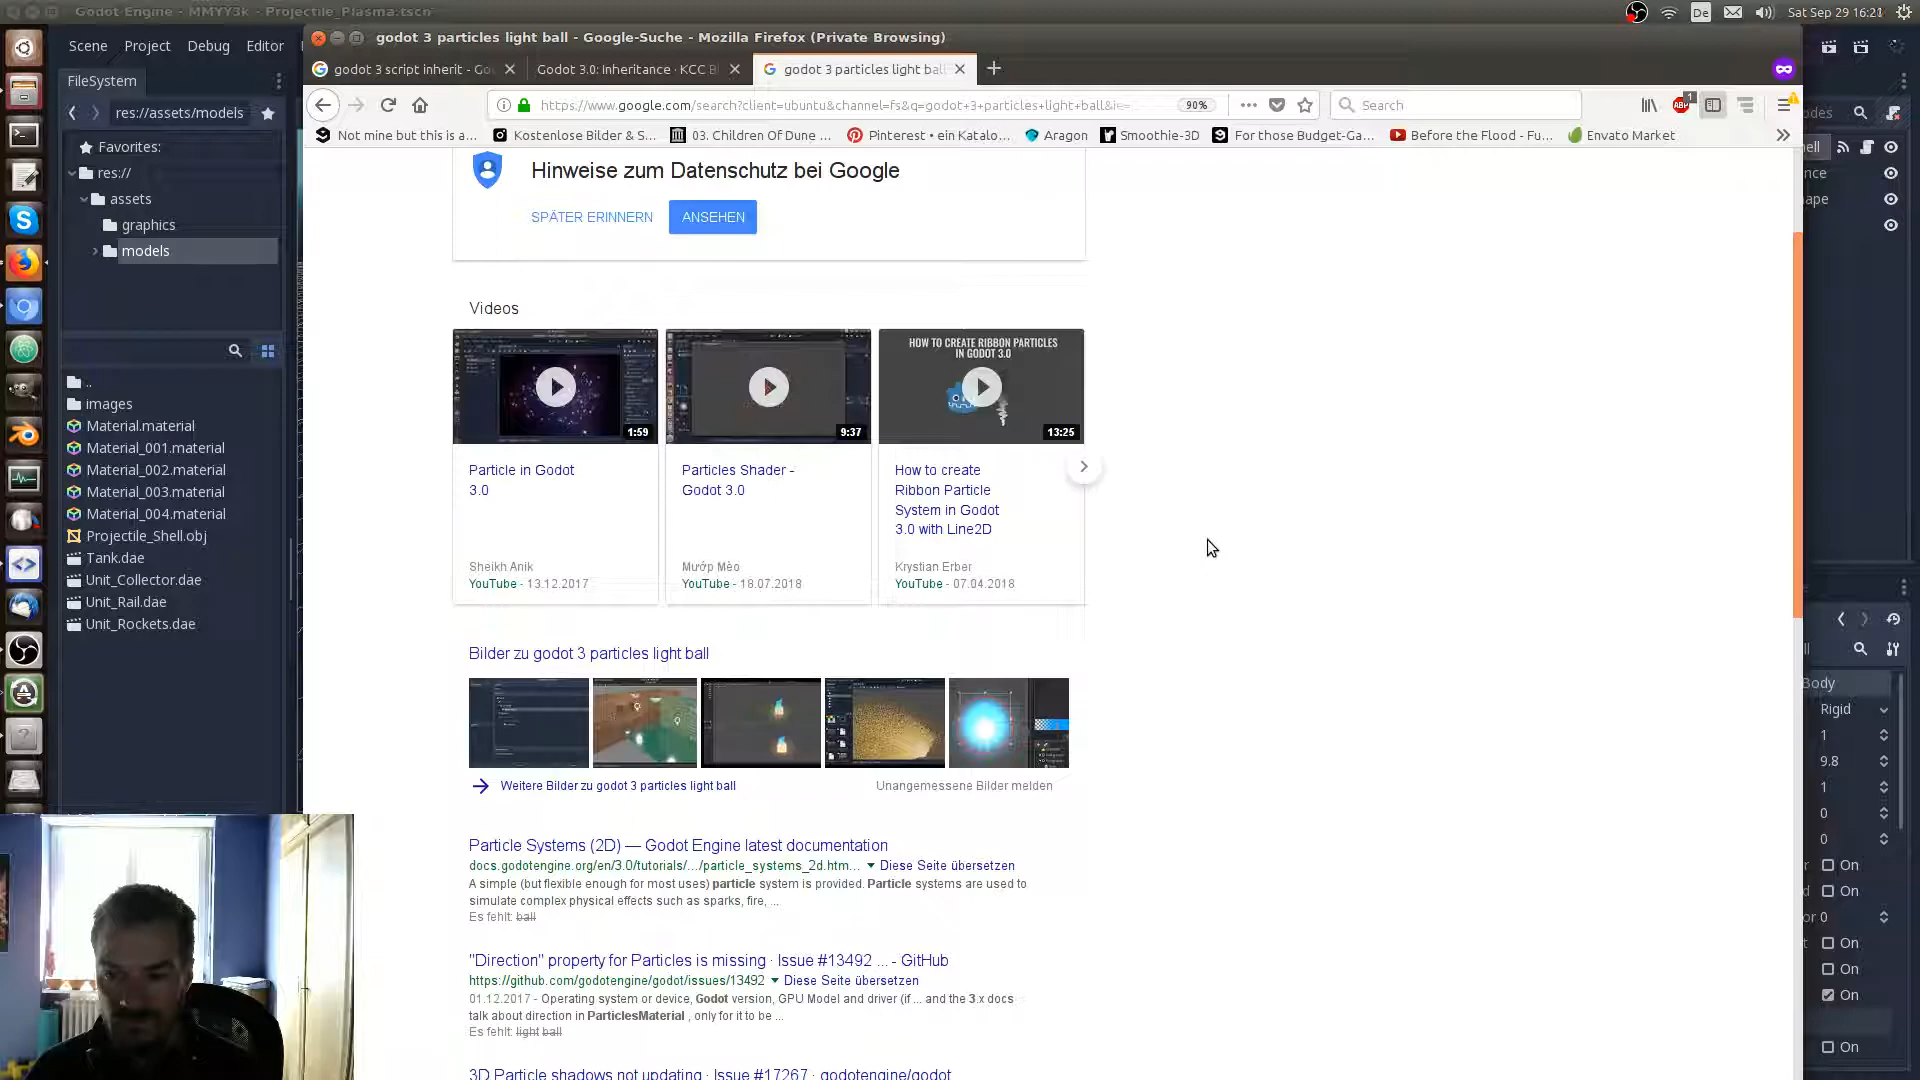 Godot Engine - MMYY3k - Projectile_Plasma.tscn
De
Sat Sep 29 16:21
Scene Project Debug Editor
godot 3 particles light ball - Google-Suche - Mozilla Firefox (Private Browsing)
FileSystem
godot 3 script inherit - Go
Godot 3.0: Inheritance · KCC B
godot 3 particles light ball
res://assets/models
https://www.google.com/search?client=ubuntu&channel=fs&q=godot+3+particles+light+ball&ie=
90%
Search
ABP
1
Not mine but this is a...
Kostenlose Bilder & S...
03. Children Of Dune ...
Pinterest • ein Katalo...
Aragon
Smoothie-3D
For those Budget-Ga...
Before the Flood - Fu...
Envato Market
Favorites:
res://
assets
graphics
models
..
images
Material.material
Material_001.material
Material_002.material
Material_003.material
Material_004.material
Projectile_Shell.obj
Tank.dae
Unit_Collector.dae
Unit_Rail.dae
Unit_Rockets.dae
Hinweise zum Datenschutz bei Google
SPÄTER ERINNERN
ANSEHEN
Videos
1:59
9:37
HOW TO CREATE RIBBON PARTICLES
IN GODOT 3.0
13:25
Particle in Godot
3.0
Sheikh Anik
YouTube - 13.12.2017
Particles Shader -
Godot 3.0
Mướp Mèo
YouTube - 18.07.2018
How to create
Ribbon Particle
System in Godot
3.0 with Line2D
Krystian Erber
YouTube - 07.04.2018
Bilder zu godot 3 particles light ball
Weitere Bilder zu godot 3 particles light ball
Unangemessene Bilder melden
Particle Systems (2D) — Godot Engine latest documentation
docs.godotengine.org/en/3.0/tutorials/.../particle_systems_2d.htm... Diese Seite übersetzen
A simple (but flexible enough for most uses) particle system is provided. Particle systems are used to
simulate complex physical effects such as sparks, fire, ...
Es fehlt: ball
"Direction" property for Particles is missing · Issue #13492 ... - GitHub
https://github.com/godotengine/godot/issues/13492 Diese Seite übersetzen
01.12.2017 - Operating system or device, Godot version, GPU Model and driver (if ... and the 3.x docs
talk about direction in ParticlesMaterial , only for it to be ...
Es fehlt: light ball
3D Particle shadows not updating · Issue #17267 · godotengine/godot
odes
ell
nce
ape
ll
Body
Rigid
1
9.8
1
0
0
r On
d On
or 0
t On
On
On
On